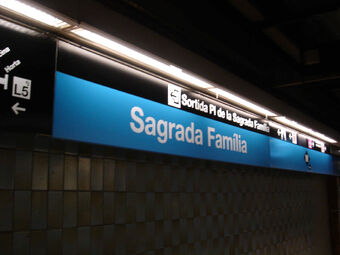 L5
Sortida Pl de la Sagrada Família
Sagrada Família